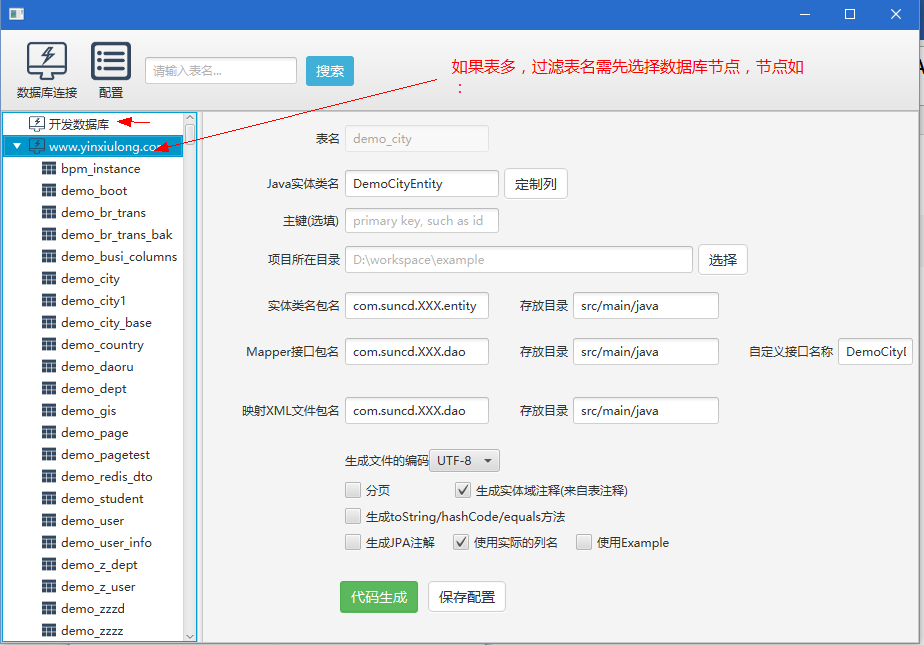 数据库连接
配置
请输入表名...
搜索
如果表多，过滤表名需先选择数据库节点，节点如
：
开发数据库
www.yinxiulong.com
bpm_instance
demo_boot
demo_br_trans
demo_br_trans_bak
demo_busi_columns
demo_city
demo_city1
demo_city_base
demo_country
demo_daoru
demo_dept
demo_gis
demo_page
demo_pagetest
demo_redis_dto
demo_student
demo_user
demo_user_info
demo_z_dept
demo_z_user
demo_zzzd
demo_zzzz
表名 demo_city
Java实体类名 DemoCityEntity 定制列
主键(选填) primary key, such as id
项目所在目录 D:\workspace\example 选择
实体类名包名 com.suncd.XXX.entity 存放目录 src/main/java
Mapper接口包名 com.suncd.XXX.dao 存放目录 src/main/java 自定义接口名称 DemoCityI
映射XML文件包名 com.suncd.XXX.dao 存放目录 src/main/java
生成文件的编码 UTF-8
分页 生成实体域注释(来自表注释)
生成toString/hashCode/equals方法
生成JPA注解 使用实际的列名 使用Example
代码生成 保存配置